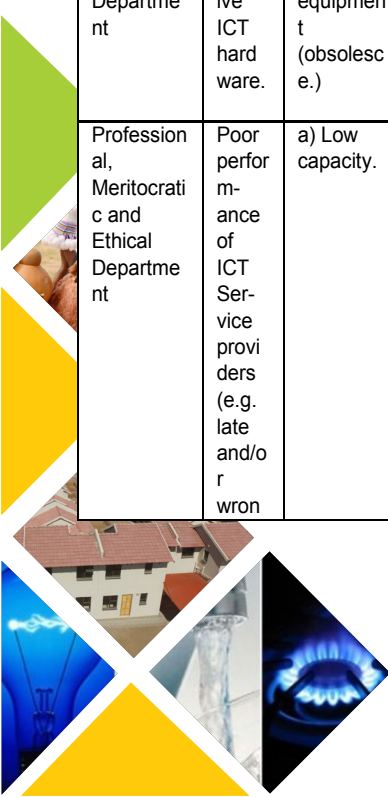 Departme
nt
ive
ICT
hard
ware.
equipmen
t
(obsolesc
e.)
Profession
al,
Meritocrati
c and
Ethical
Departme
nt
Poor
perfor
m-
ance
of
ICT
Ser-
vice
provi
ders
(e.g.
late
and/o
r
wron
a) Low
capacity.